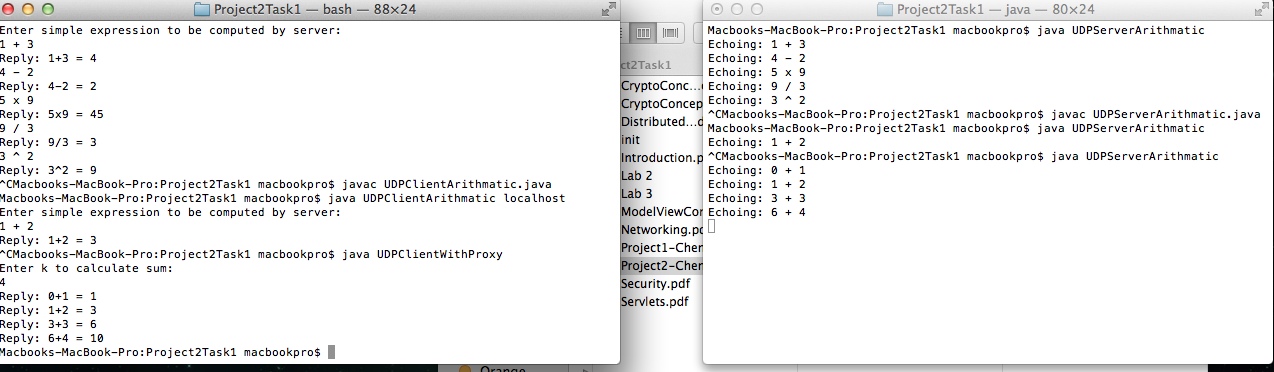 Project2Task1 — bash — 88×24
Enter simple expression to be computed by server:
1 + 3
Reply: 1+3 = 4
4 - 2
Reply: 4-2 = 2
5 x 9
Reply: 5x9 = 45
9 / 3
Reply: 9/3 = 3
3 ^ 2
Reply: 3^2 = 9
^CMacbooks-MacBook-Pro:Project2Task1 macbookpro$ javac UDPClientArithmatic.java
Macbooks-MacBook-Pro:Project2Task1 macbookpro$ java UDPClientArithmatic localhost
Enter simple expression to be computed by server:
1 + 2
Reply: 1+2 = 3
^CMacbooks-MacBook-Pro:Project2Task1 macbookpro$ java UDPClientWithProxy
Enter k to calculate sum:
4
Reply: 0+1 = 1
Reply: 1+2 = 3
Reply: 3+3 = 6
Reply: 6+4 = 10
Macbooks-MacBook-Pro:Project2Task1 macbookpro$
ct2Task1
CryptoConc...c
CryptoConcep
Distributed...d
init
Introduction.p
Lab 2
Lab 3
ModelViewCon
Networking.pd
Project1-Cher
Project2-Cher
Security.pdf
Servlets.pdf
Orange
Project2Task1 — java — 80×24
Macbooks-MacBook-Pro:Project2Task1 macbookpro$ java UDPServerArithmatic
Echoing: 1 + 3
Echoing: 4 - 2
Echoing: 5 x 9
Echoing: 9 / 3
Echoing: 3 ^ 2
^CMacbooks-MacBook-Pro:Project2Task1 macbookpro$ javac UDPServerArithmatic.java
Macbooks-MacBook-Pro:Project2Task1 macbookpro$ java UDPServerArithmatic
Echoing: 1 + 2
^CMacbooks-MacBook-Pro:Project2Task1 macbookpro$ java UDPServerArithmatic
Echoing: 0 + 1
Echoing: 1 + 2
Echoing: 3 + 3
Echoing: 6 + 4